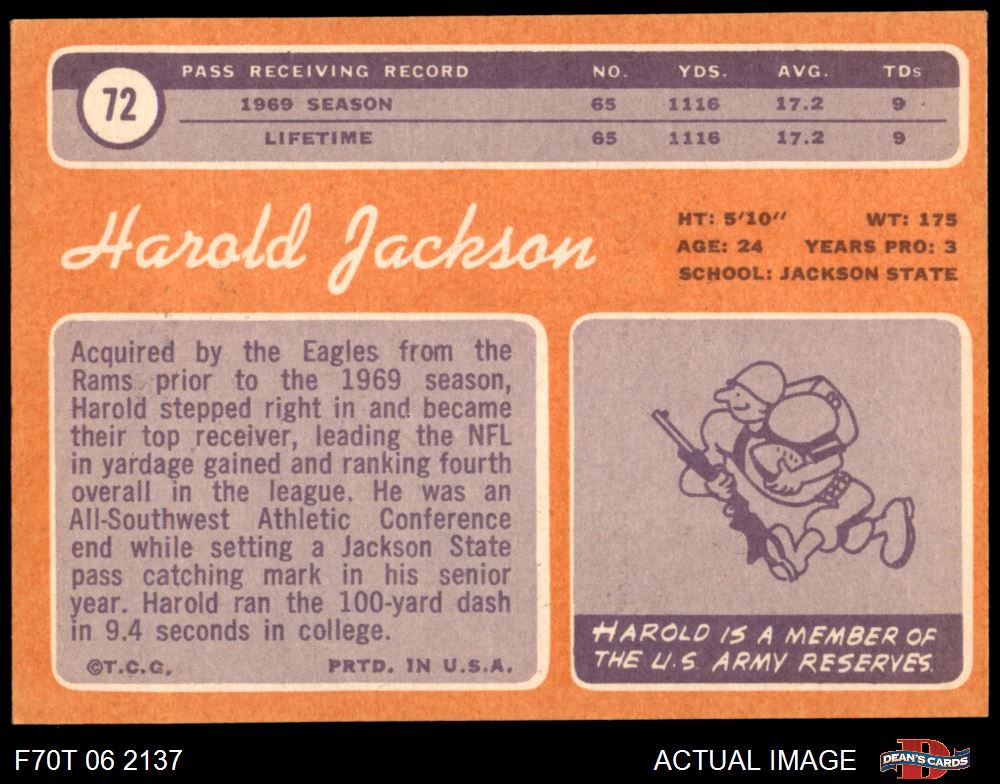 72
PASS RECEIVING RECORD NO. YDS. AVG. TDs
1969 SEASON 65 1116 17.2 9
LIFETIME 65 1116 17.2 9
Harold Jackson
HT: 5'10" WT: 175
AGE: 24 YEARS PRO: 3
SCHOOL: JACKSON STATE
Acquired by the Eagles from the
Rams prior to the 1969 season,
Harold stepped right in and became
their top receiver, leading the NFL
in yardage gained and ranking fourth
overall in the league. He was an
All-Southwest Athletic Conference
end while setting a Jackson State
pass catching mark in his senior
year. Harold ran the 100-yard dash
in 9.4 seconds in college.
©T.C.G. PRTD. IN U.S.A.
HAROLD IS A MEMBER OF
THE U.S. ARMY RESERVES.
F70T 06 2137 ACTUAL IMAGE DEAN'S CARDS